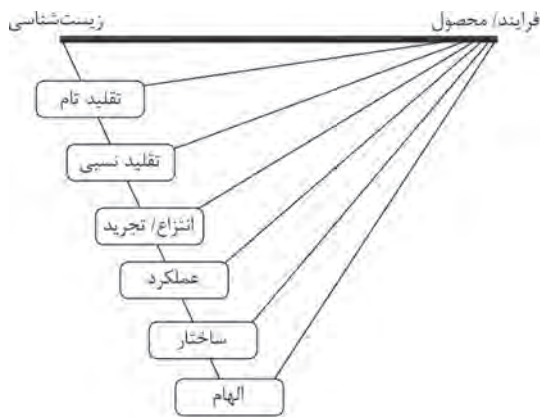 فرایند/ محصول
زیست‌شناسی
تقلید تام
تقلید نسبی
انتزاع/ تجرید
عملکرد
ساختار
الهام